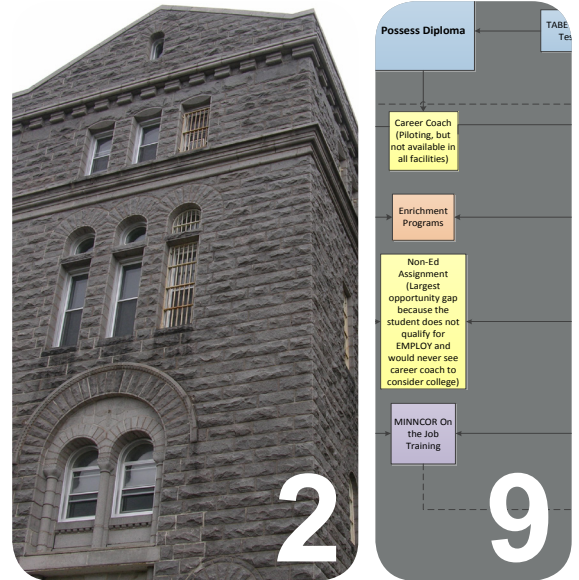 Possess Diploma
TABE
Tes
Career Coach
(Piloting, but
not available in
all facilities)
Enrichment
Programs
Non-Ed
Assignment
(Largest
opportunity gap
because the
student does not
qualify for
EMPLOY and
would never see
career coach to
consider college)
MINNCOR On
the Job
Training
2
9